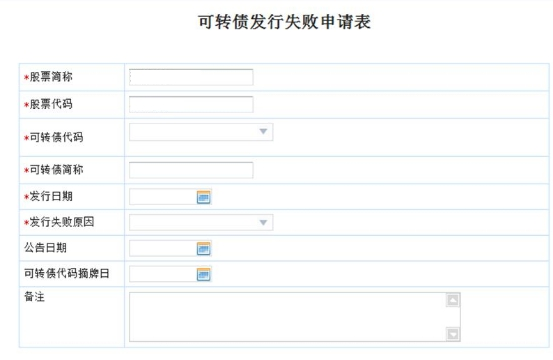 可转债发行失败申请表
*股票简称
*股票代码
*可转债代码
*可转债简称
*发行日期
*发行失败原因
公告日期
可转债代码摘牌日
备注